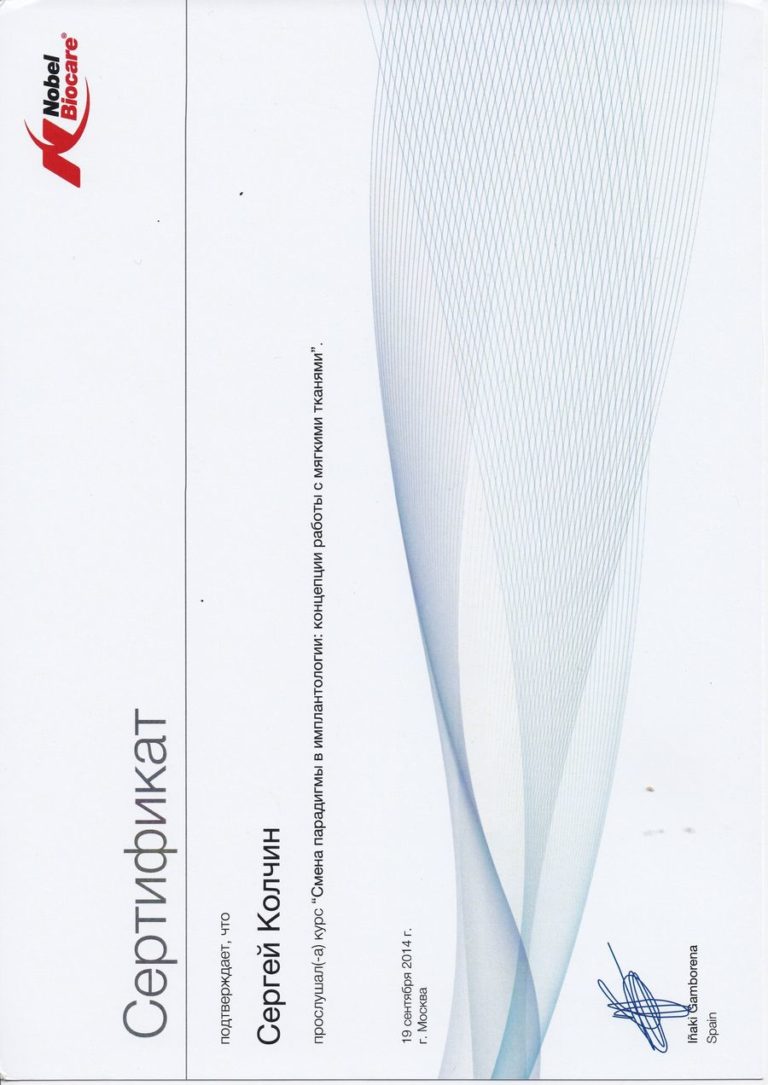 Nobel
Biocare®
Сертификат
подтверждает, что
Сергей Колчин
прослушал(-а) курс “Смена парадигмы в имплантологии: концепции работы с мягкими тканями”.
19 сентября 2014 г.
г. Москва
Iñaki Gamborena
Spain